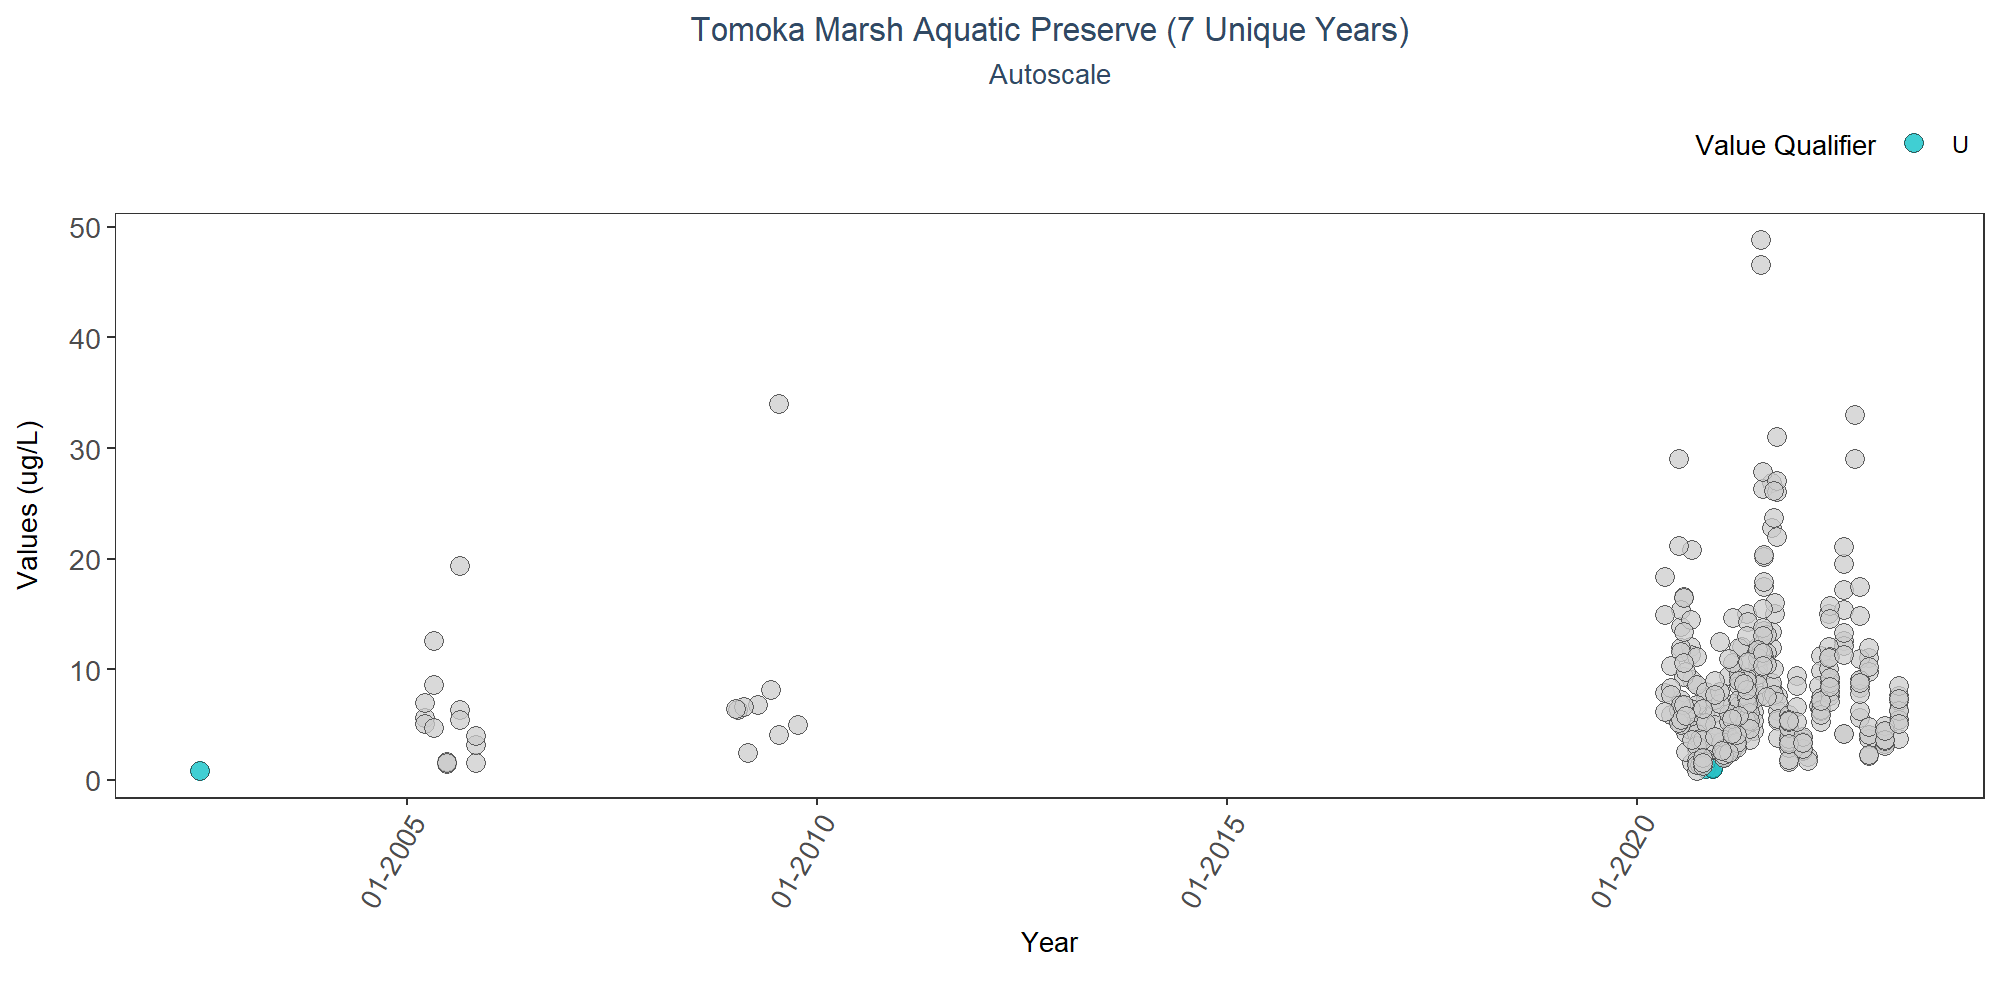 Tomoka Marsh Aquatic Preserve (7 Unique Years)
Autoscale
Value Qualifier U
50
40
30
20
10
0
Values (ug/L)
01-2005
01-2010
01-2015
01-2020
Year